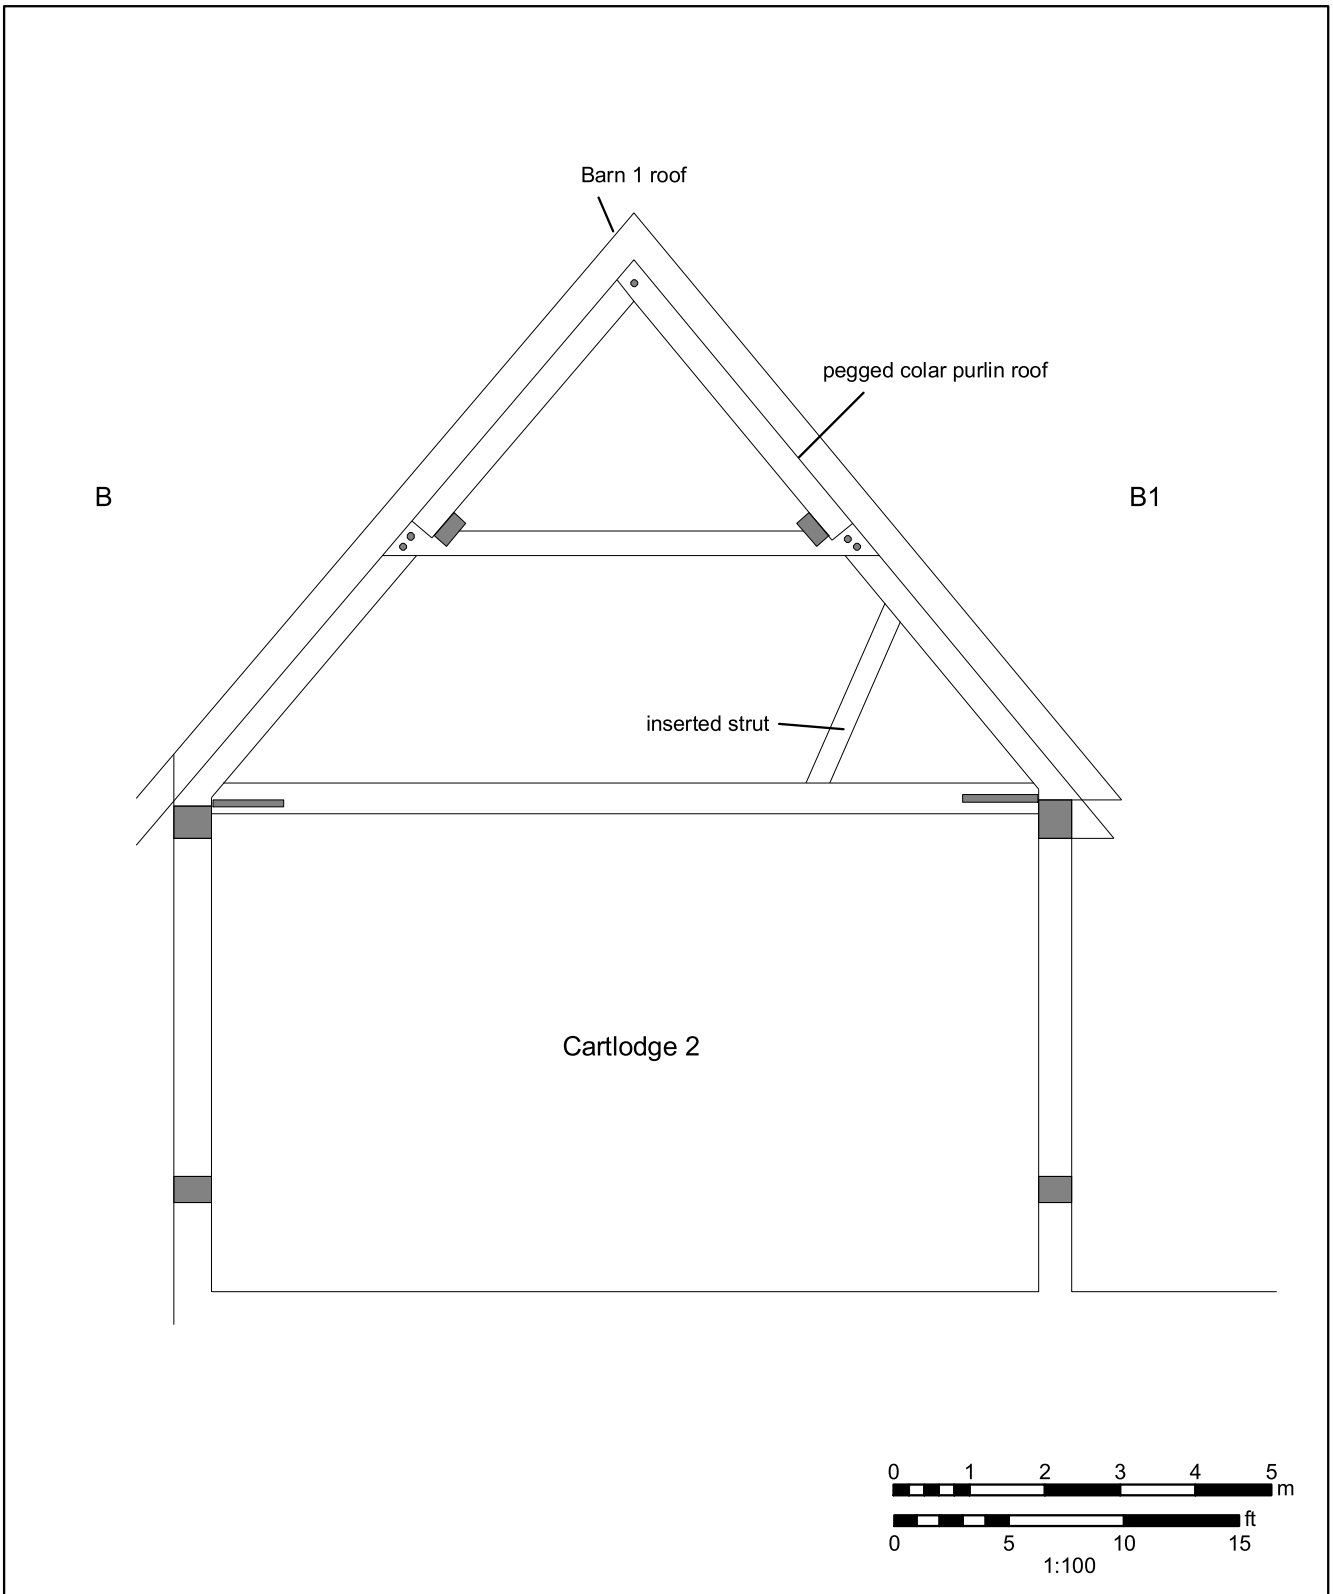 Barn 1 roof
pegged colar purlin roof
B
B1
inserted strut
Cartlodge 2
0 1 2 3 4 5
m
ft
0 5 10 15
1:100